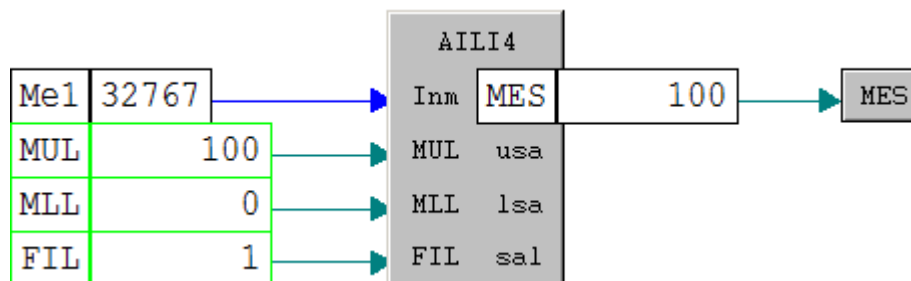 AILI4
Me1 32767 Inm MES 100 MES
MUL 100 MUL usa
MLL 0 MLL lsa
FIL 1 FIL sal